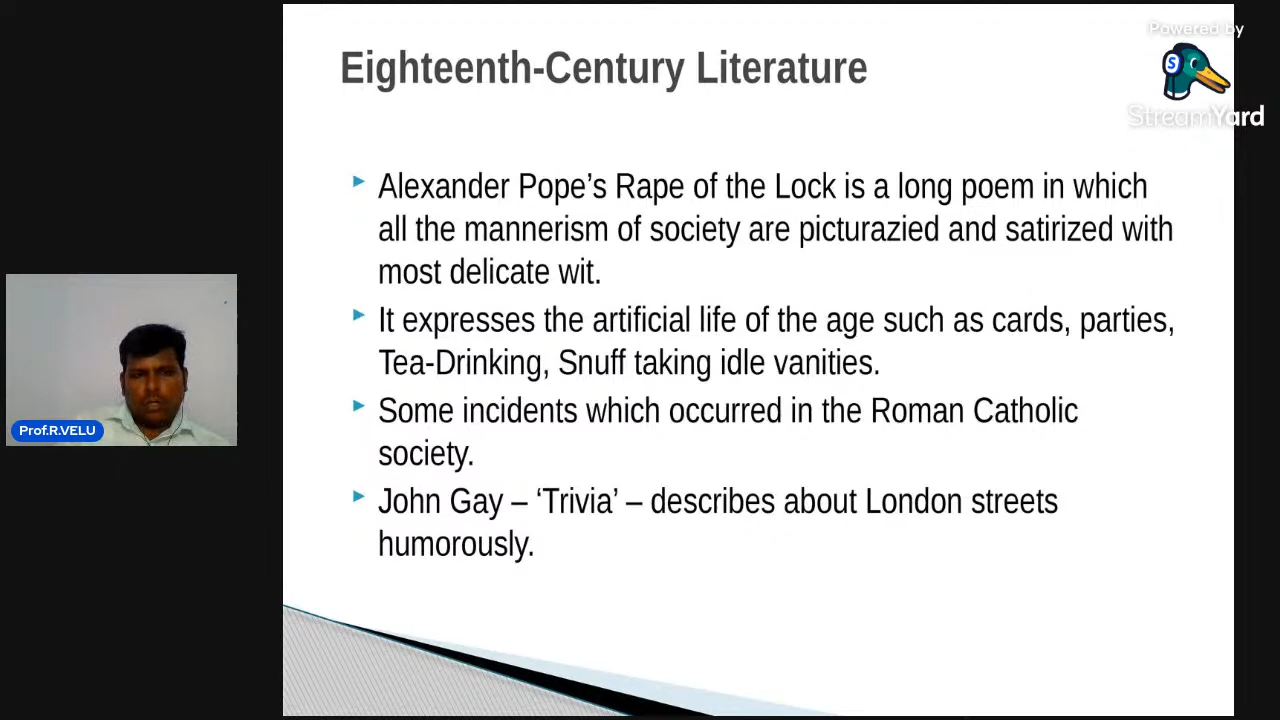 Powered by
StreamYard
Eighteenth-Century Literature
Alexander Pope’s Rape of the Lock is a long poem in which
all the mannerism of society are picturazied and satirized with
most delicate wit.
It expresses the artificial life of the age such as cards, parties,
Tea-Drinking, Snuff taking idle vanities.
Some incidents which occurred in the Roman Catholic
society.
John Gay – ‘Trivia’ – describes about London streets
humorously.
Prof.R.VELU